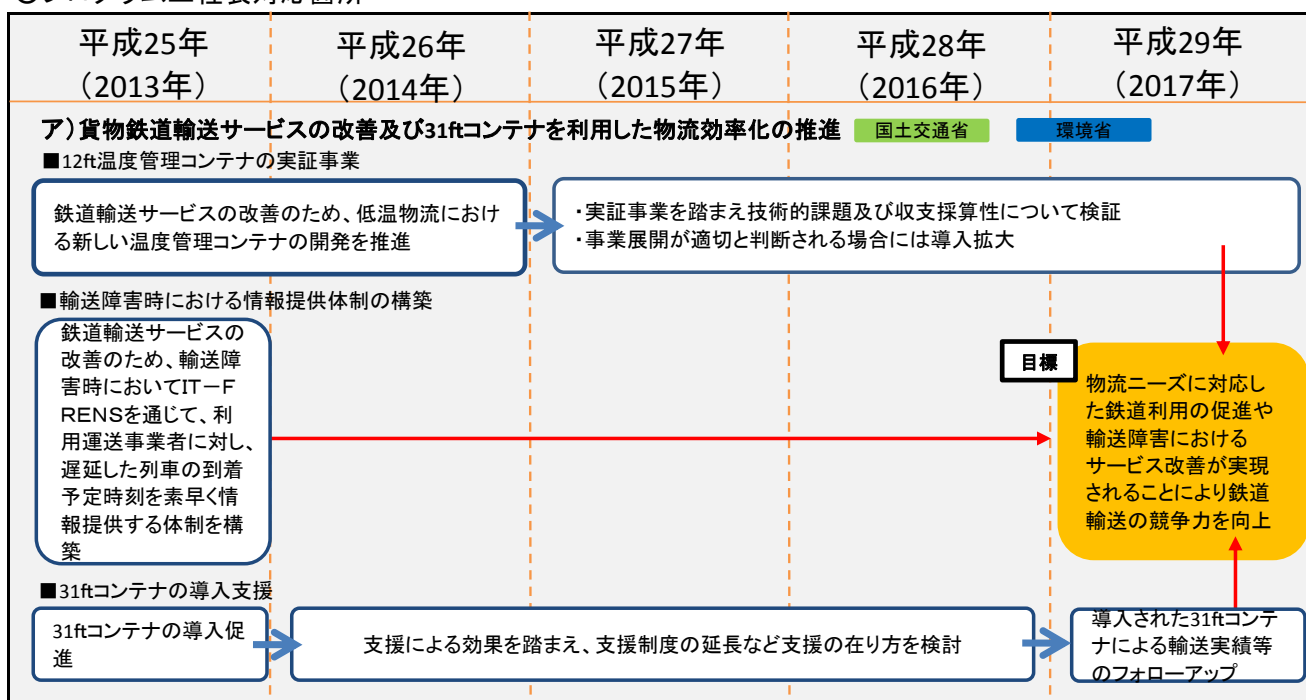 平成25年
(2013年)
平成26年
(2014年)
平成27年
(2015年)
平成28年
(2016年)
平成29年
(2017年)
ア)貨物鉄道輸送サービスの改善及び31ftコンテナを利用した物流効率化の推進
国土交通省
環境省
■12ft温度管理コンテナの実証事業
鉄道輸送サービスの改善のため、低温物流におけ
る新しい温度管理コンテナの開発を推進
・実証事業を踏まえ技術的課題及び収支採算性について検証
・事業展開が適切と判断される場合には導入拡大
■輸送障害時における情報提供体制の構築
鉄道輸送サービスの
改善のため、輸送障
害時においてIT-F
RENSを通じて、利
用運送事業者に対し、
遅延した列車の到着
予定時刻を素早く情
報提供する体制を構
築
目標
物流ニーズに対応し
た鉄道利用の促進や
輸送障害における
サービス改善が実現
されることにより鉄道
輸送の競争力を向上
■31ftコンテナの導入支援
31ftコンテナの導入促
進
支援による効果を踏まえ、支援制度の延長など支援の在り方を検討
導入された31ftコンテ
ナによる輸送実績等
のフォローアップ